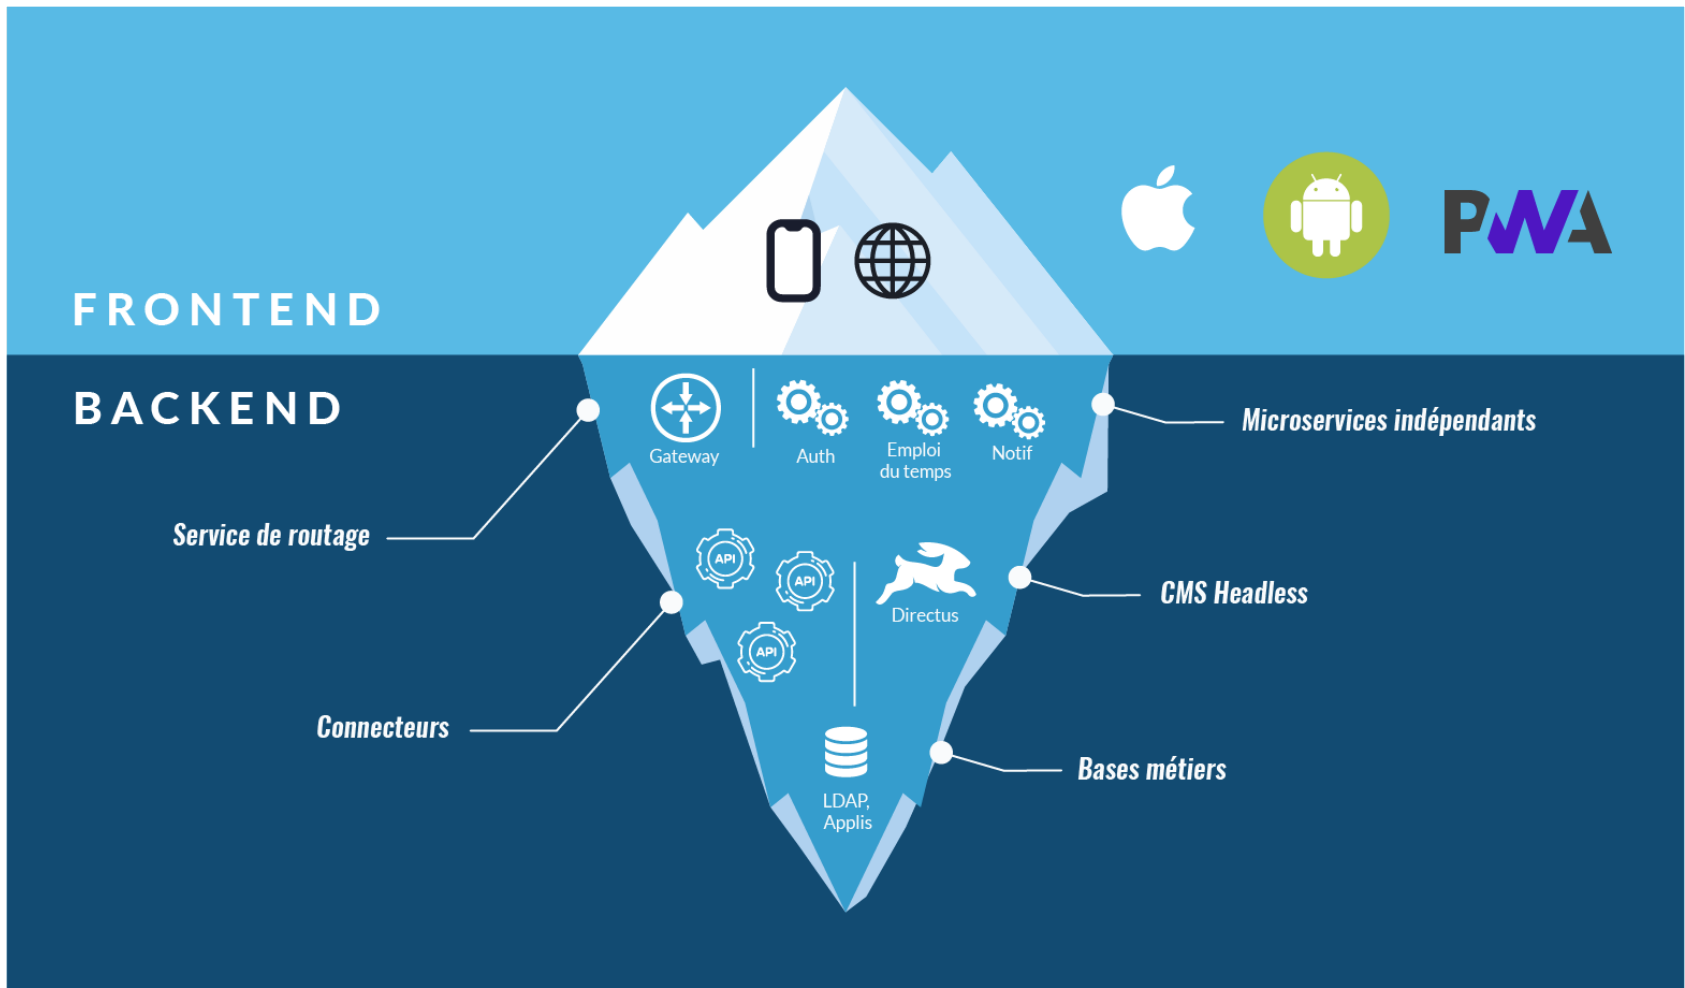 PWA
FRONTEND
BACKEND
Gateway
Auth
Emploi
du temps
Notif
Microservices indépendants
Service de routage
API
API
API
Directus
CMS Headless
Connecteurs
Bases métiers
LDAP,
Applis